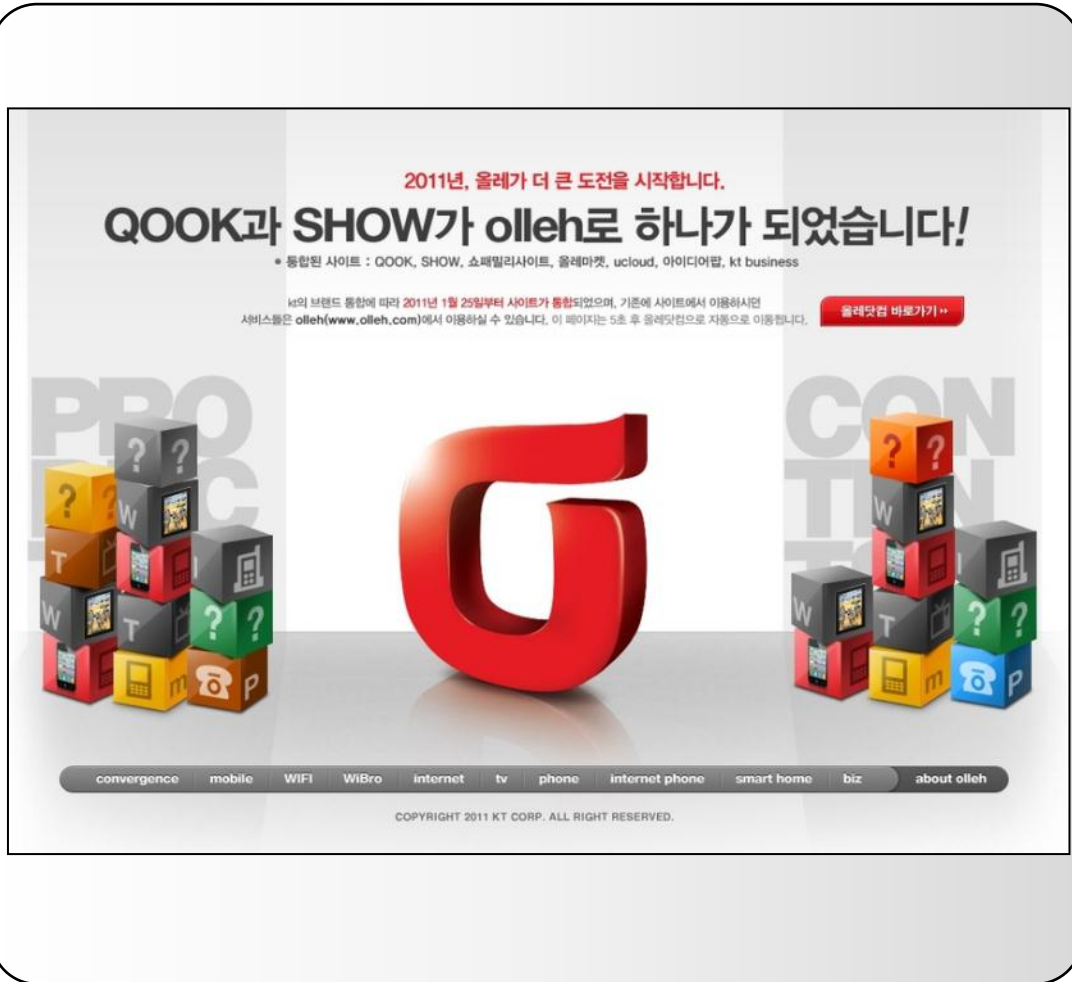 2011년, 올레가 더 큰 도전을 시작합니다.
QOOK과 SHOW가 olleh로 하나가 되었습니다!
* 통합된 사이트 : QOOK, SHOW, 쇼패밀리사이트, 올레마켓, ucloud, 아이디어팝, kt business
kt의 브랜드 통합에 따라 2011년 1월 25일부터 사이트가 통합되었으며, 기존에 사이트에서 이용하시던
서비스들은 olleh(www.olleh.com)에서 이용하실 수 있습니다. 이 페이지는 5초 후 올레닷컴으로 자동으로 이동됩니다.
올레닷컴 바로가기 ››
PRO
CON
? ?
? ?
? ?
W
W
T
I
I
W
T
? ?
W
T
? ?
m
P
m
P
convergence mobile WIFI WiBro internet tv phone internet phone smart home biz about olleh
COPYRIGHT 2011 KT CORP. ALL RIGHT RESERVED.